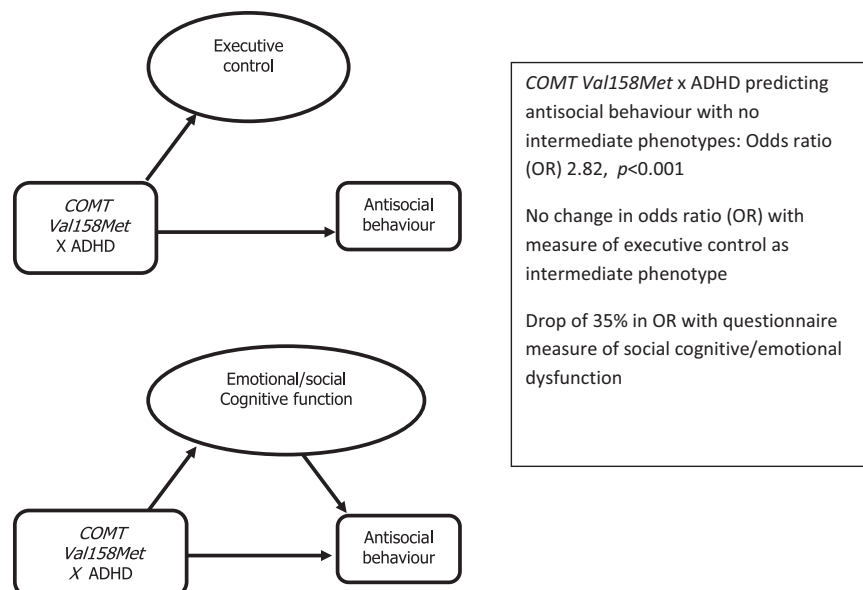 Executive
control
COMT
Val158Met
X ADHD
Antisocial
behaviour
Emotional/social
Cognitive function
COMT
Val158Met
X ADHD
Antisocial
behaviour
COMT Val158Met x ADHD predicting
antisocial behaviour with no
intermediate phenotypes: Odds ratio
(OR) 2.82, p<0.001
No change in odds ratio (OR) with
measure of executive control as
intermediate phenotype
Drop of 35% in OR with questionnaire
measure of social cognitive/emotional
dysfunction